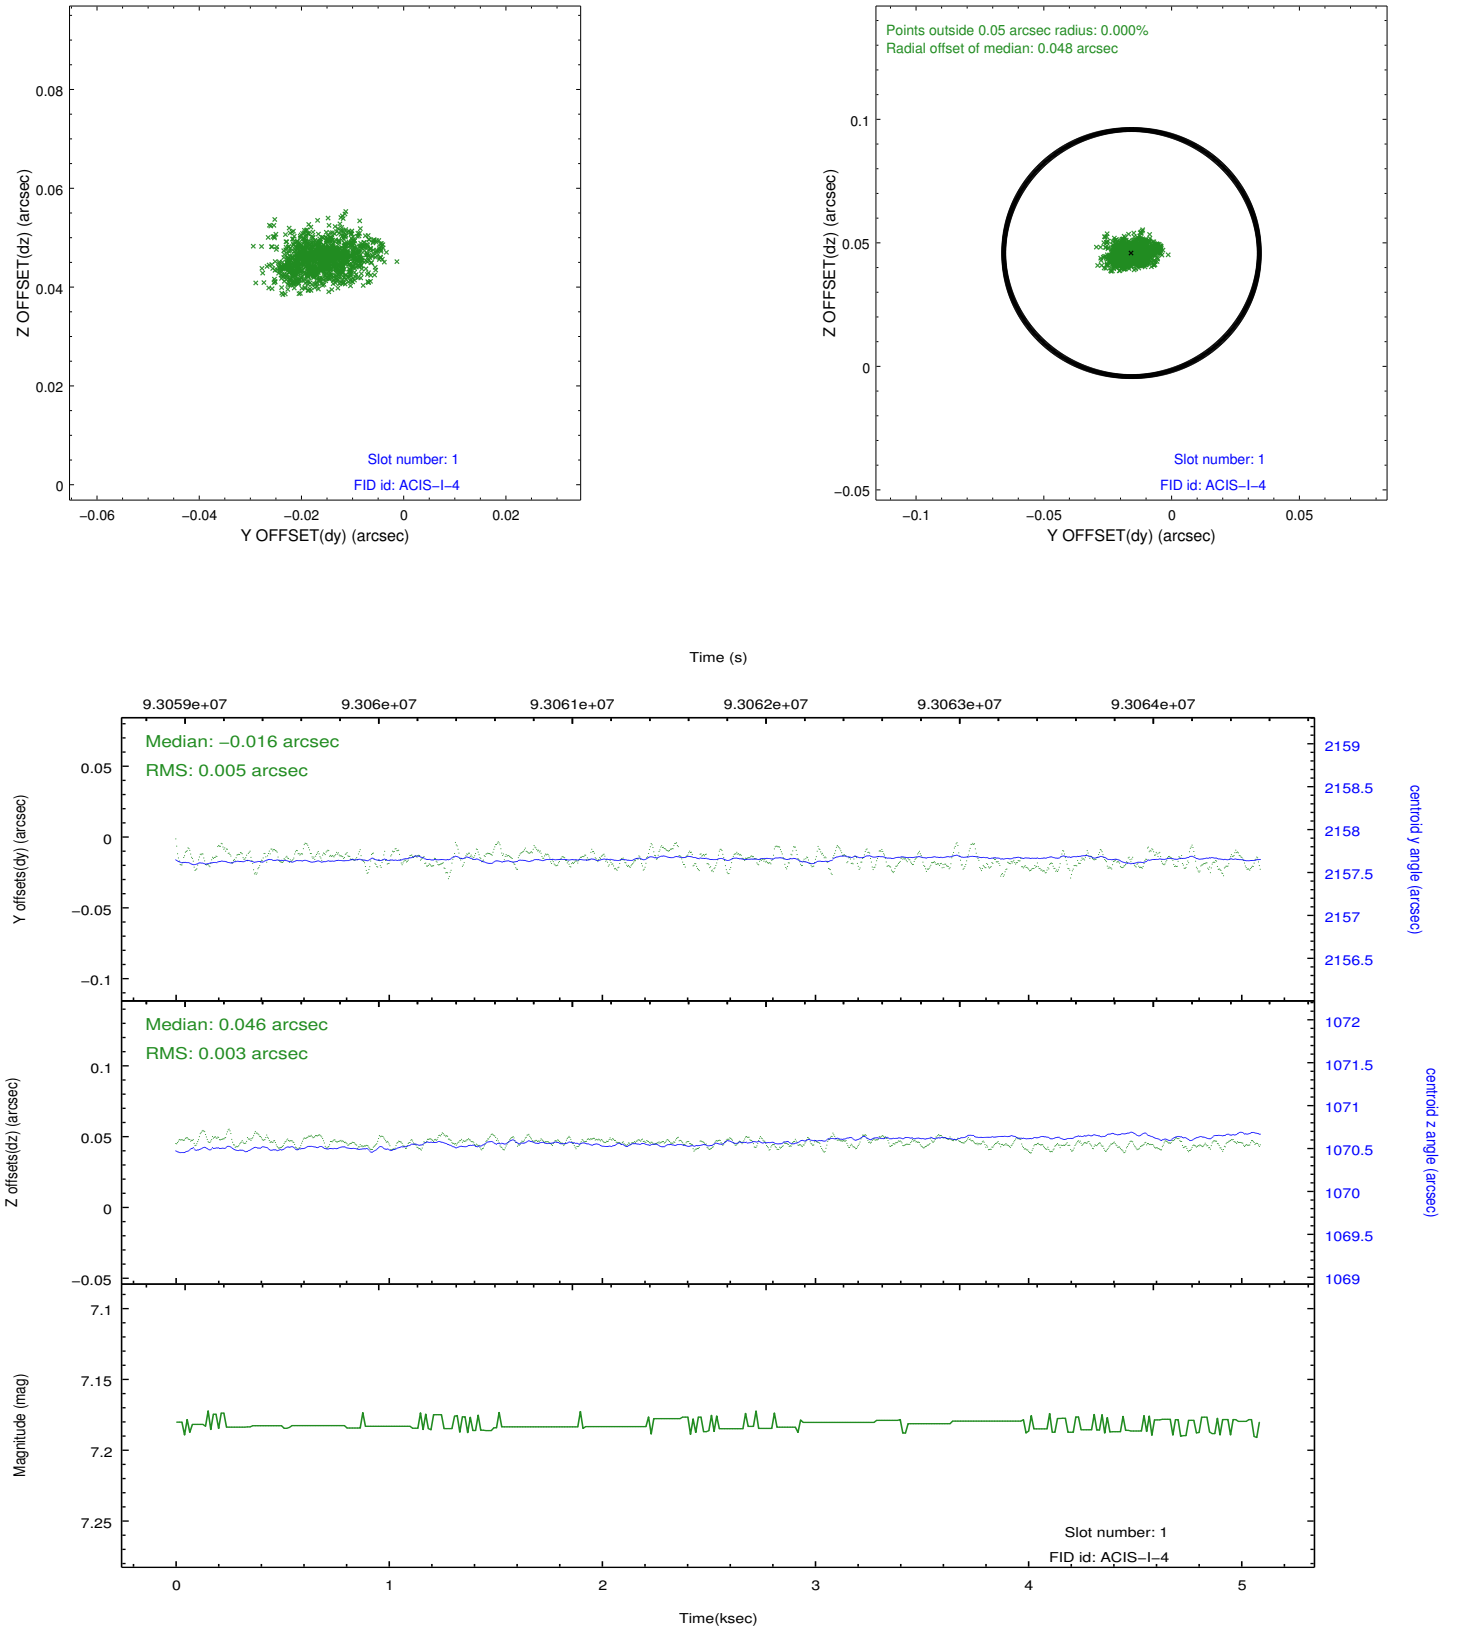 0.08
0.06
0.04
0.02
0
Z OFFSET(dz) (arcsec)
−0.06 −0.04 −0.02 0 0.02
Y OFFSET(dy) (arcsec)
Slot number: 1
FID id: ACIS−I−4
Points outside 0.05 arcsec radius: 0.000%
Radial offset of median: 0.048 arcsec
0.1
0.05
0
−0.05
Z OFFSET(dz) (arcsec)
−0.1 −0.05 0 0.05
Y OFFSET(dy) (arcsec)
Slot number: 1
FID id: ACIS−I−4
Time (s)
9.3059e+07 9.306e+07 9.3061e+07 9.3062e+07 9.3063e+07 9.3064e+07
Median: −0.016 arcsec
RMS: 0.005 arcsec
0.05
0
−0.05
−0.1
Y offsets(dy) (arcsec)
2159
2158.5
2158
2157.5
2157
2156.5
centroid y angle (arcsec)
Median: 0.046 arcsec
RMS: 0.003 arcsec
0.1
0.05
0
−0.05
Z offsets(dz) (arcsec)
1072
1071.5
1071
1070.5
1070
1069.5
1069
centroid z angle (arcsec)
7.1
7.15
7.2
7.25
Magnitude (mag)
Slot number: 1
FID id: ACIS−I−4
0 1 2 3 4 5
Time(ksec)